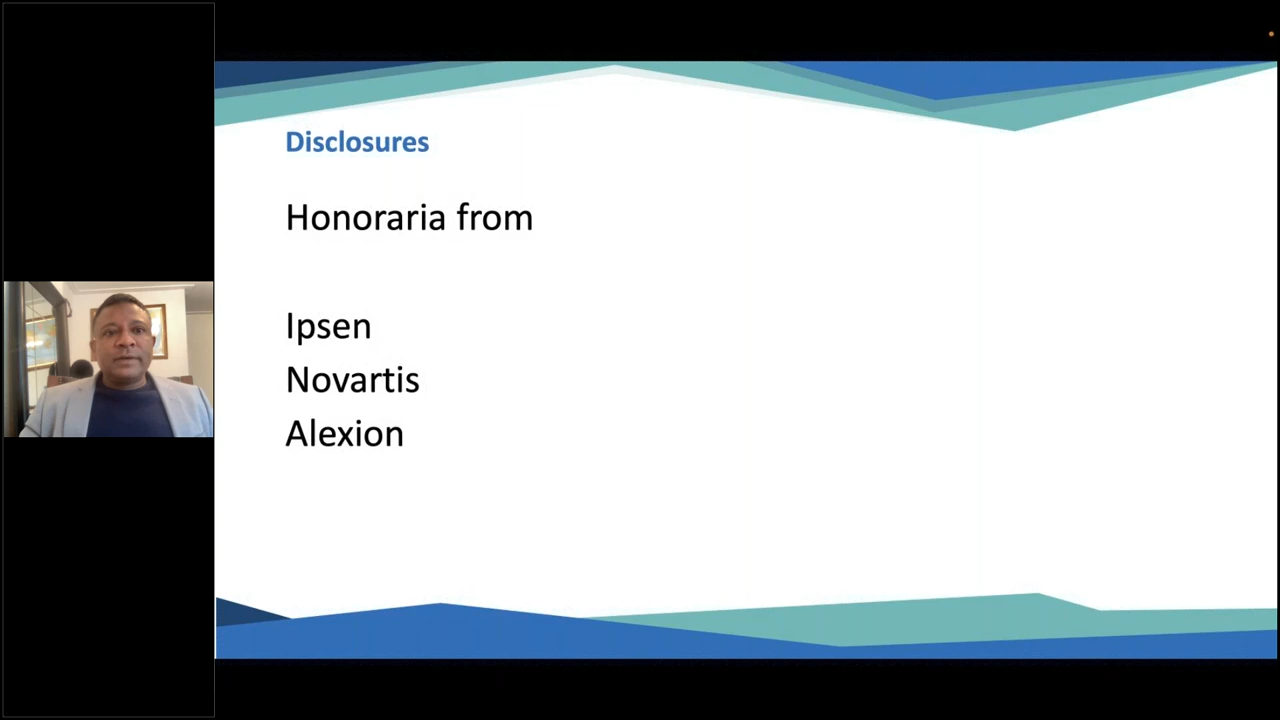 Disclosures
Honoraria from
Ipsen
Novartis
Alexion